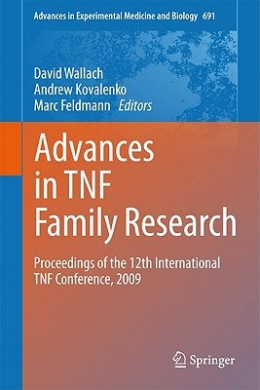 Advances in Experimental Medicine and Biology 691
David Wallach
Andrew Kovalenko
Marc Feldmann Editors
Advances
in TNF
Family Research
Proceedings of the 12th International
TNF Conference, 2009
Springer